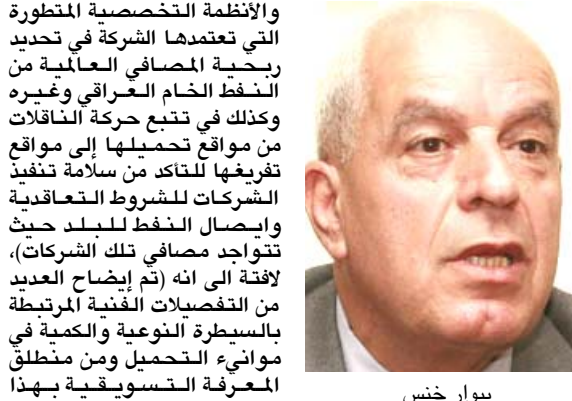 والأنظمة التخصصية المتطورة
التي تعتمدها الشركة في تحديد
ربحية المصافي العالمية من
النفط الخام العراقي وغيره
وكذلك في تتبع حركة الناقلات
من مواقع تحميلها إلى مواقع
تفريغها للتأكد من سلامة تنفيذ
الشركات للشروط التعاقدية
وايصال النفط للبلد حيث
تتواجد مصافي تلك الشركات)،
لافتة الى انه (تم إيضاح العديد
من التفصيلات الفنية المرتبطة
بالسيطرة النوعية والكمية في
موانيء التحميل ومن منطلق
المعرفة التسويقية بهذا
بيوار خنس